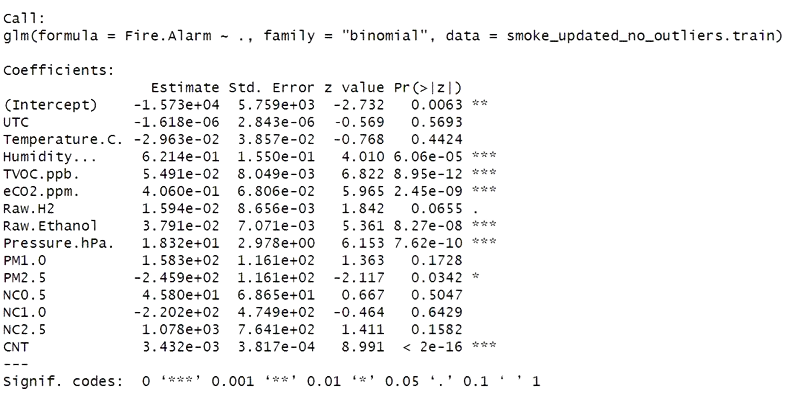 Call:
glm(formula = Fire.Alarm ~ ., family = "binomial", data = smoke_updated_no_outliers.train)
Coefficients:
Estimate Std. Error z value Pr(>|z|)
(Intercept) -1.573e+04 5.759e+03 -2.732 0.0063 **
UTC -1.618e-06 2.843e-06 -0.569 0.5693
Temperature.C. -2.963e-02 3.857e-02 -0.768 0.4424
Humidity... 6.214e-01 1.550e-01 4.010 6.06e-05 ***
TVOC.ppb. 5.491e-02 8.049e-03 6.822 8.95e-12 ***
eCO2.ppm. 4.060e-01 6.806e-02 5.965 2.45e-09 ***
Raw.H2 1.594e-02 8.656e-03 1.842 0.0655 .
Raw.Ethanol 3.791e-02 7.071e-03 5.361 8.27e-08 ***
Pressure.hPa. 1.832e+01 2.978e+00 6.153 7.62e-10 ***
PM1.0 1.583e+02 1.161e+02 1.363 0.1728
PM2.5 -2.459e+02 1.161e+02 -2.117 0.0342 *
NC0.5 4.580e+01 6.865e+01 0.667 0.5047
NC1.0 -2.202e+02 4.749e+02 -0.464 0.6429
NC2.5 1.078e+03 7.641e+02 1.411 0.1582
CNT 3.432e-03 3.817e-04 8.991 < 2e-16 ***
---
Signif. codes: 0 ‘***’ 0.001 ‘**’ 0.01 ‘*’ 0.05 ‘.’ 0.1 ‘ ’ 1